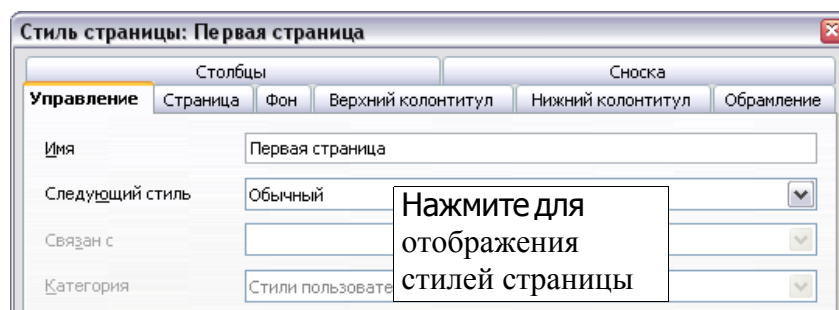 Стиль страницы: Первая страница
Столбцы Сноска
Управление Страница Фон Верхний колонтитул Нижний колонтитул Обрамление
Имя Первая страница
Следующий стиль Обычный
Нажмите для
отображения
Связан с
стилей страницы
Категория Стили пользовате